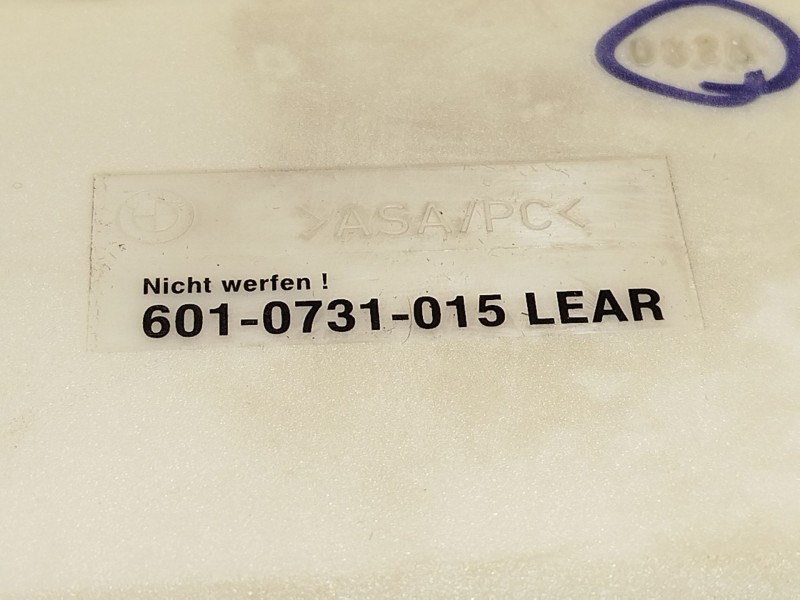 >ASA/PC<
Nicht werfen !
601-0731-015 LEAR